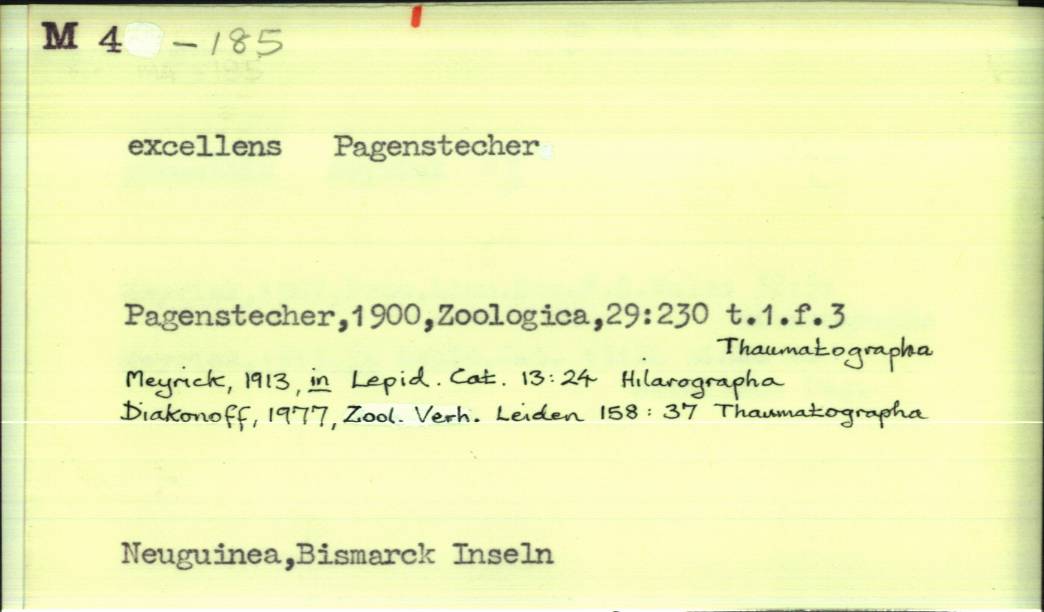 M 4 -185
excellens Pagenstecher
Pagenstecher,1900,Zoologica,29:230 t.1.f.3
Thaumatographa
Meyrick, 1913, in Lepid. Cat. 13:24 Hilarographa
Diakonoff, 1977, Zool. Verh. Leiden 158: 37 Thaumatographa
Neuguinea,Bismarck Inseln